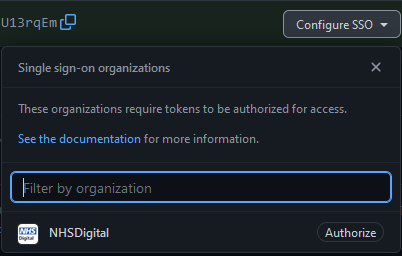 U13rqEm
Configure SSO
Single sign-on organizations
These organizations require tokens to be authorized for access.
See the documentation for more information.
Filter by organization
NHS
Digital
NHSDigital
Authorize